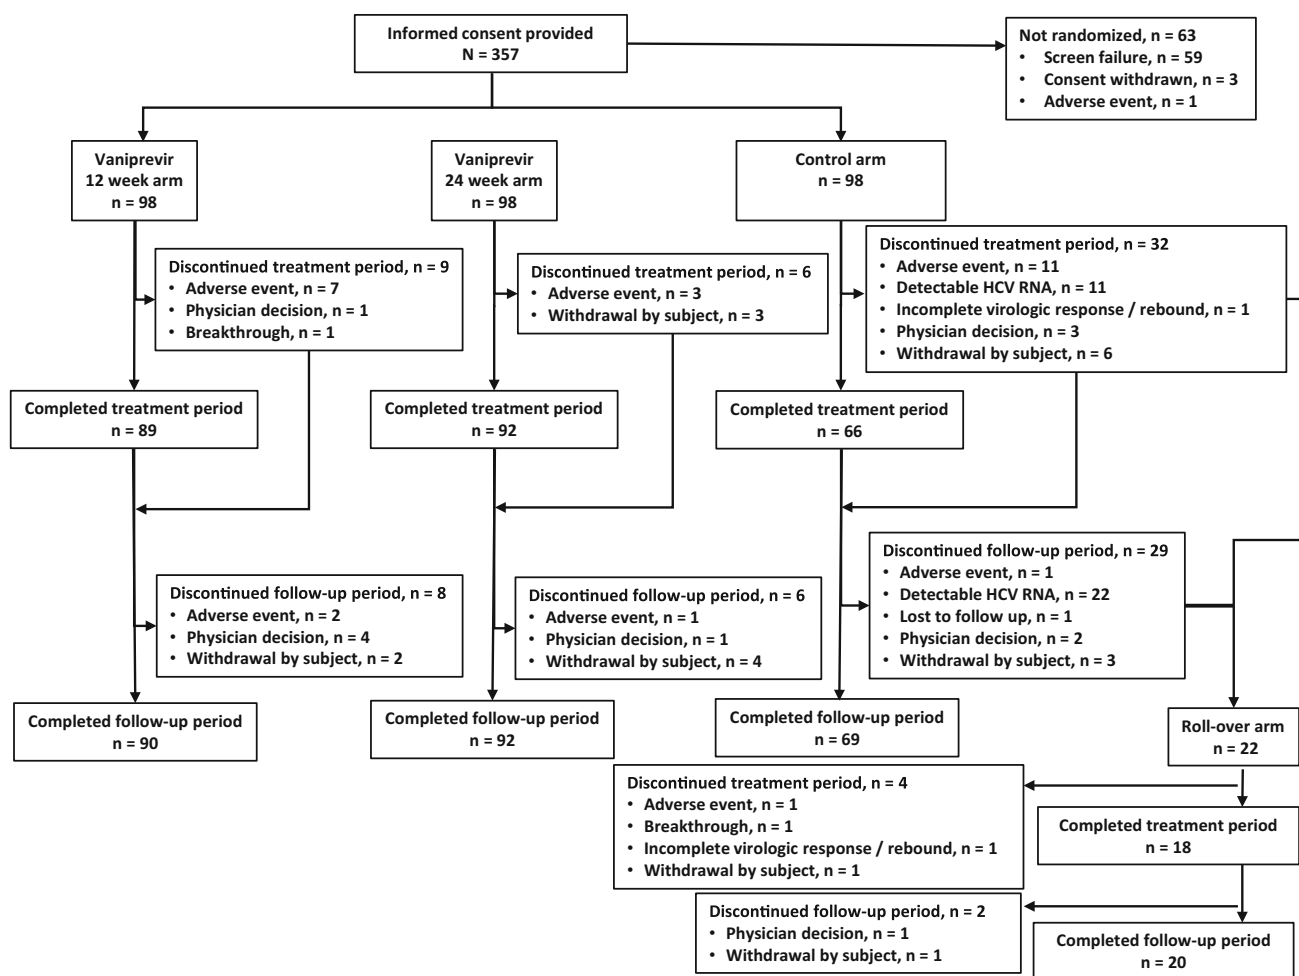 Informed consent provided
N = 357
Not randomized, n = 63
• Screen failure, n = 59
• Consent withdrawn, n = 3
• Adverse event, n = 1
Vaniprevir
12 week arm
n = 98
Vaniprevir
24 week arm
n = 98
Control arm
n = 98
Discontinued treatment period, n = 9
• Adverse event, n = 7
• Physician decision, n = 1
• Breakthrough, n = 1
Discontinued treatment period, n = 6
• Adverse event, n = 3
• Withdrawal by subject, n = 3
Discontinued treatment period, n = 32
• Adverse event, n = 11
• Detectable HCV RNA, n = 11
• Incomplete virologic response / rebound, n = 1
• Physician decision, n = 3
• Withdrawal by subject, n = 6
Completed treatment period
n = 89
Completed treatment period
n = 92
Completed treatment period
n = 66
Discontinued follow-up period, n = 8
• Adverse event, n = 2
• Physician decision, n = 4
• Withdrawal by subject, n = 2
Discontinued follow-up period, n = 6
• Adverse event, n = 1
• Physician decision, n = 1
• Withdrawal by subject, n = 4
Discontinued follow-up period, n = 29
• Adverse event, n = 1
• Detectable HCV RNA, n = 22
• Lost to follow up, n = 1
• Physician decision, n = 2
• Withdrawal by subject, n = 3
Completed follow-up period
n = 90
Completed follow-up period
n = 92
Completed follow-up period
n = 69
Roll-over arm
n = 22
Discontinued treatment period, n = 4
• Adverse event, n = 1
• Breakthrough, n = 1
• Incomplete virologic response / rebound, n = 1
• Withdrawal by subject, n = 1
Completed treatment period
n = 18
Discontinued follow-up period, n = 2
• Physician decision, n = 1
• Withdrawal by subject, n = 1
Completed follow-up period
n = 20